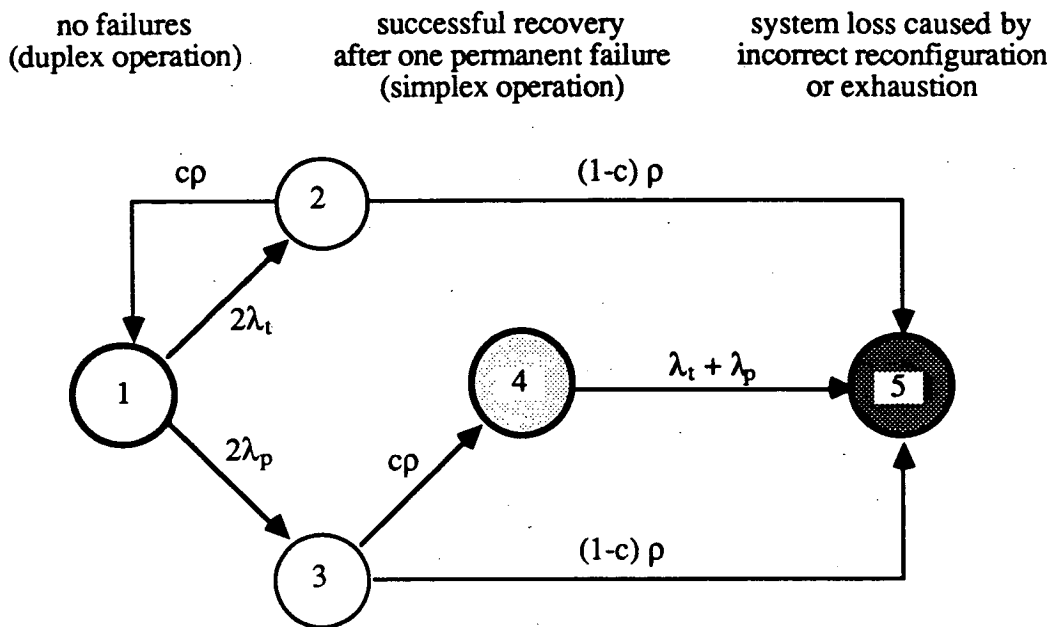 no failures
(duplex operation)
successful recovery
after one permanent failure
(simplex operation)
system loss caused by
incorrect reconfiguration
or exhaustion
cρ
2
(1-c) ρ
2λt
1
4
λt + λp
5
2λp
cρ
3
(1-c) ρ